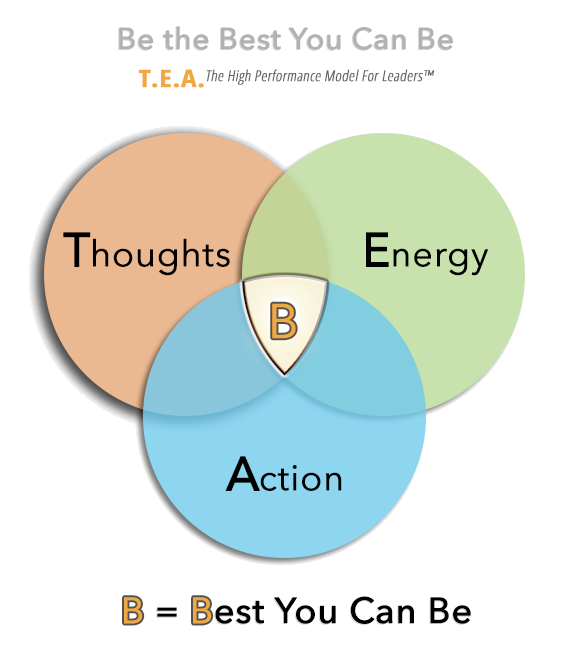 Be the Best You Can Be
T.E.A. The High Performance Model For Leaders™
Thoughts
Energy
B
Action
B = Best You Can Be